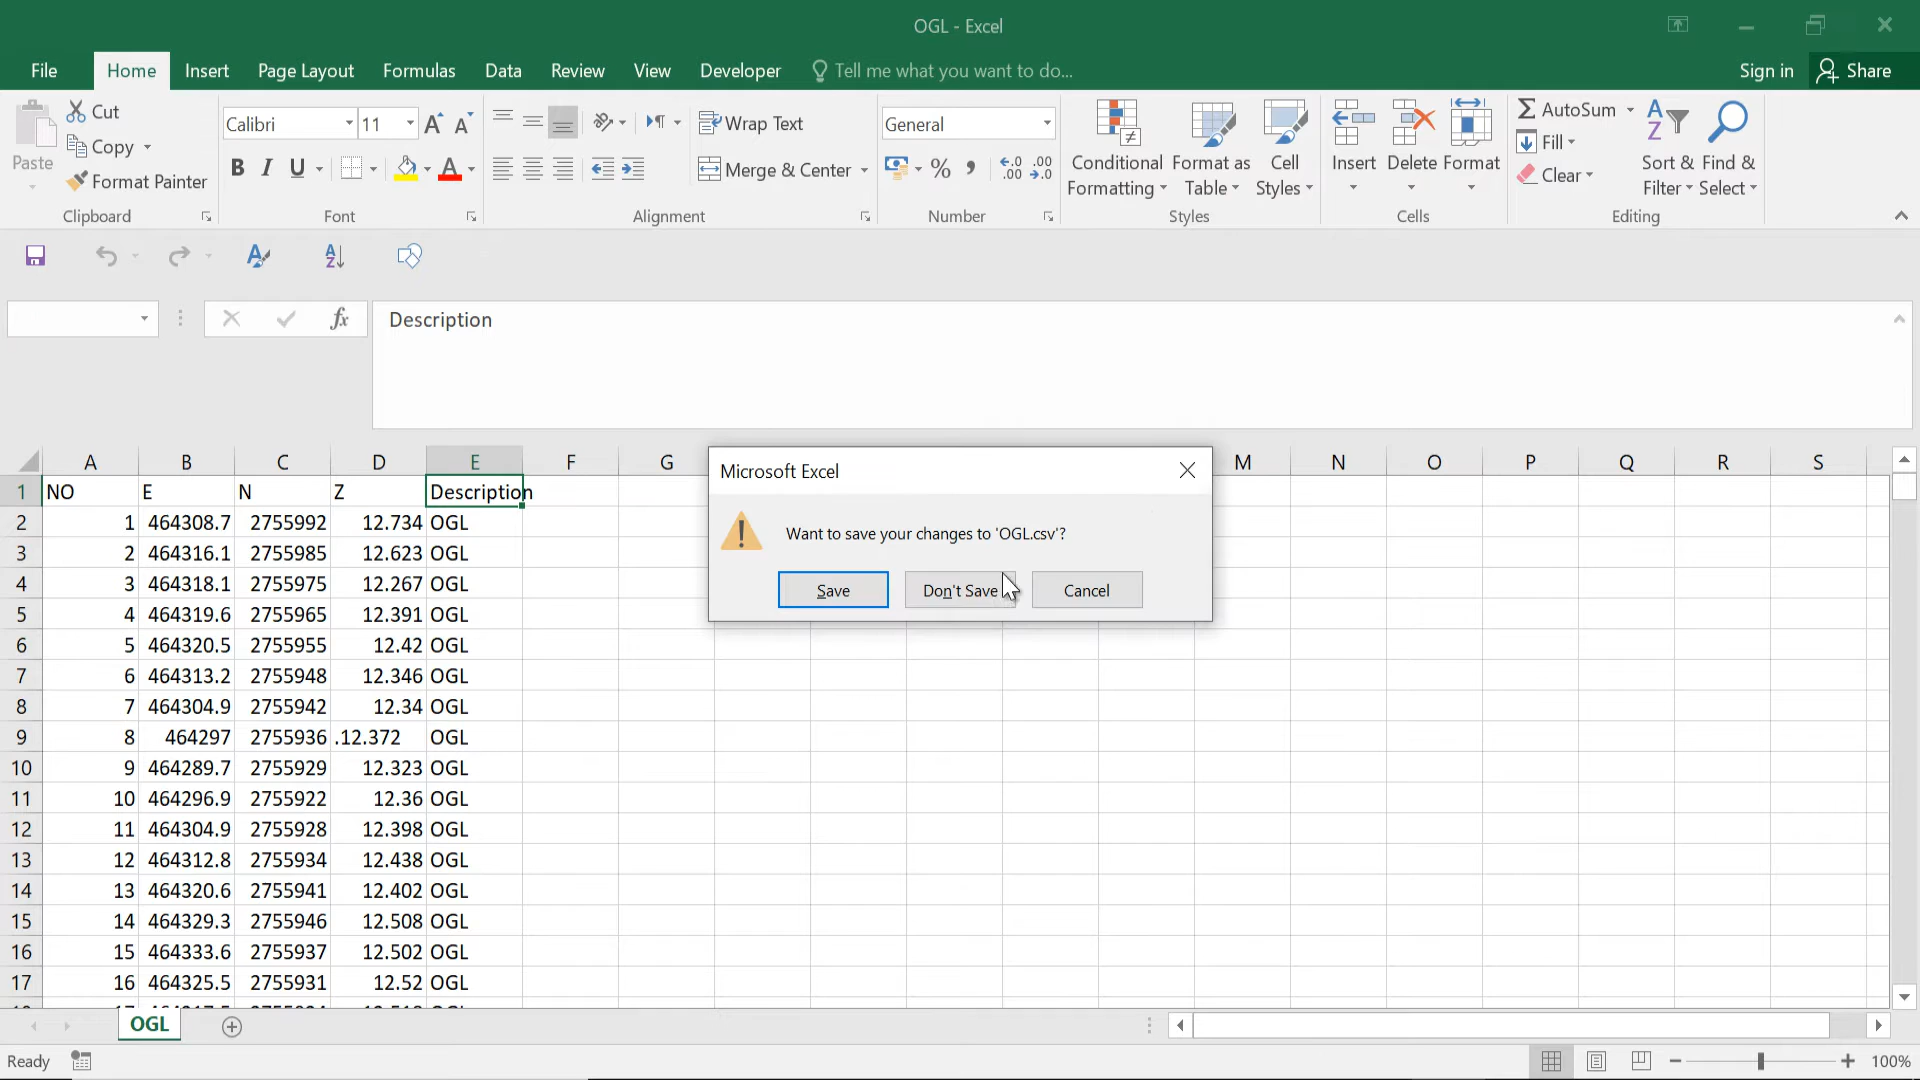 OGL - Excel
File Home Insert Page Layout Formulas Data Review View Developer Tell me what you want to do... Sign in Share
Paste Cut Copy Format Painter Clipboard
Calibri 11 A A B I U A Font
Wrap Text Merge & Center Alignment
General % , Number
Conditional Formatting Format as Table Cell Styles Styles
Insert Delete Format Cells
AutoSum Fill Clear Sort & Filter Find & Select Editing
fx Description
A B C D E F G M N O P Q R S
1 NO E N Z Description
2 1 464308.7 2755992 12.734 OGL
3 2 464316.1 2755985 12.623 OGL
4 3 464318.1 2755975 12.267 OGL
5 4 464319.6 2755965 12.391 OGL
6 5 464320.5 2755955 12.42 OGL
7 6 464313.2 2755948 12.346 OGL
8 7 464304.9 2755942 12.34 OGL
9 8 464297 2755936 .12.372 OGL
10 9 464289.7 2755929 12.323 OGL
11 10 464296.9 2755922 12.36 OGL
12 11 464304.9 2755928 12.398 OGL
13 12 464312.8 2755934 12.438 OGL
14 13 464320.6 2755941 12.402 OGL
15 14 464329.3 2755946 12.508 OGL
16 15 464333.6 2755937 12.502 OGL
17 16 464325.5 2755931 12.52 OGL
Microsoft Excel
Want to save your changes to 'OGL.csv'?
Save Don't Save Cancel
OGL
Ready 100%